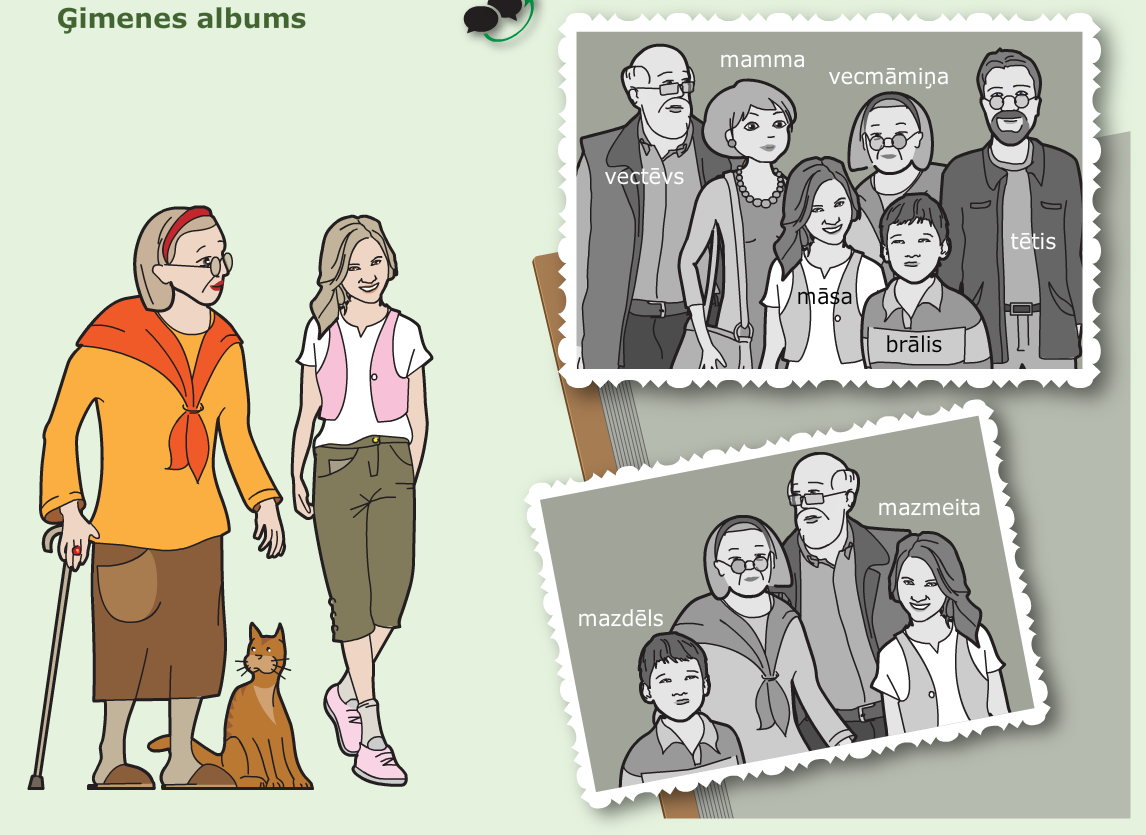 Ģimenes albums
mamma
vecmāmiņa
vectēvs
tētis
māsa
brālis
mazmeita
mazdēls